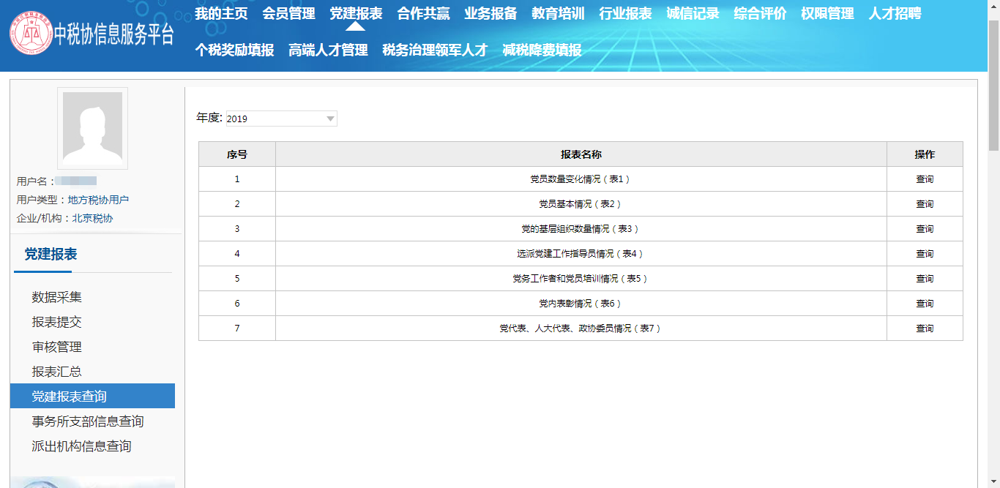 我的主页 会员管理 党建报表 合作共赢 业务报备 教育培训 行业报表 诚信记录 综合评价 权限管理 人才招聘
中税协信息服务平台
个税奖励填报 高端人才管理 税务治理领军人才 减税降费填报
用户名：
用户类型：地方税协用户
企业/机构：北京税协
党建报表
数据采集
报表提交
审核管理
报表汇总
党建报表查询
事务所支部信息查询
派出机构信息查询
年度: 2019
序号 报表名称 操作
1 党员数量变化情况（表1） 查询
2 党员基本情况（表2） 查询
3 党的基层组织数量情况（表3） 查询
4 选派党建工作指导员情况（表4） 查询
5 党务工作者和党员培训情况（表5） 查询
6 党内表彰情况（表6） 查询
7 党代表、人大代表、政协委员情况（表7） 查询